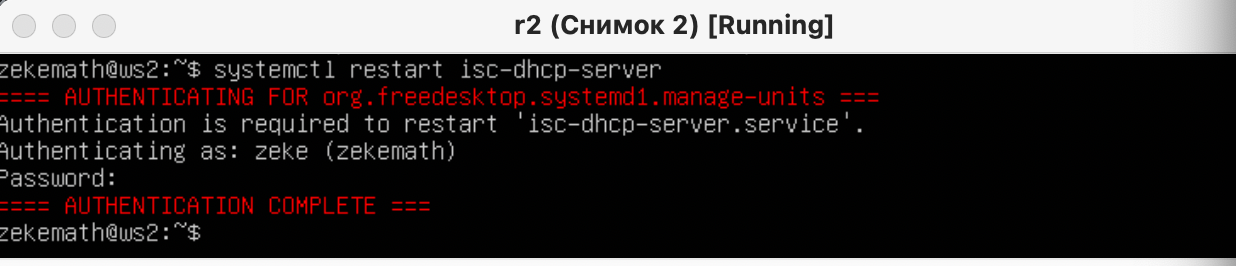 r2 (Снимок 2) [Running]
zekemath@ws2:~$ systemctl restart isc-dhcp-server
==== AUTHENTICATING FOR org.freedesktop.systemd1.manage-units ===
Authentication is required to restart 'isc-dhcp-server.service'.
Authenticating as: zeke (zekemath)
Password:
==== AUTHENTICATION COMPLETE ===
zekemath@ws2:~$